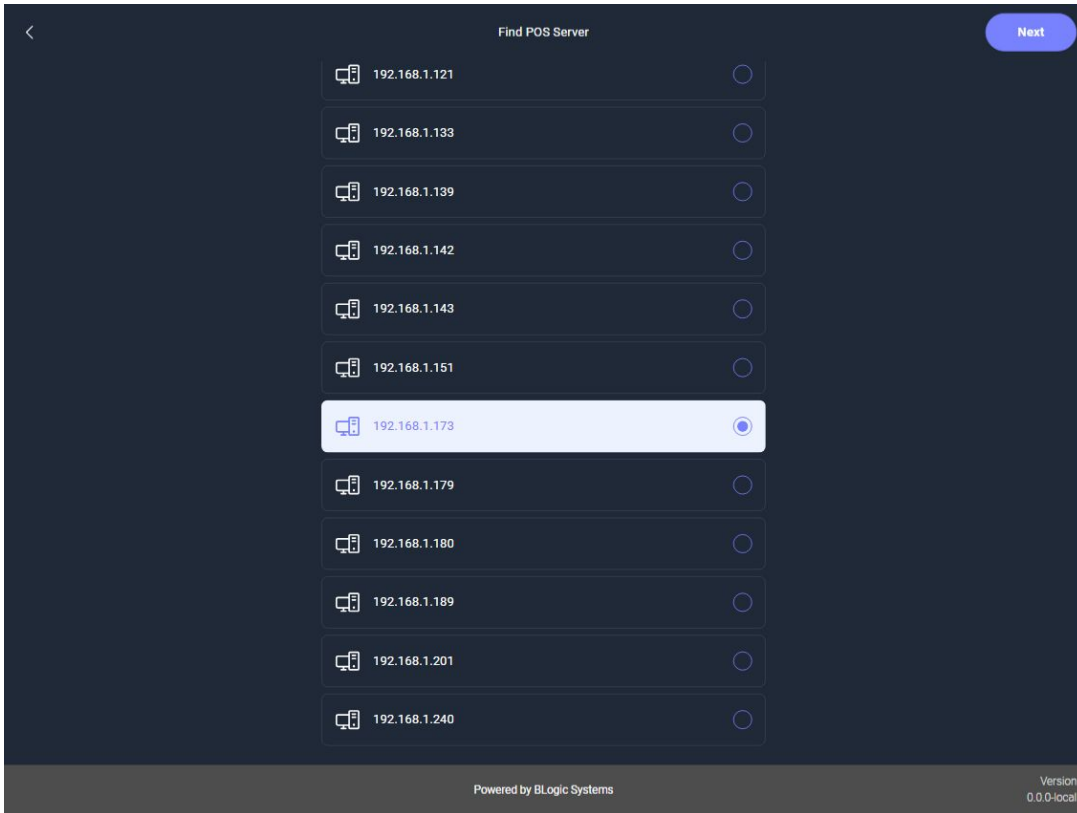 Find POS Server
Next
192.168.1.121
192.168.1.133
192.168.1.139
192.168.1.142
192.168.1.143
192.168.1.151
192.168.1.173
192.168.1.179
192.168.1.180
192.168.1.189
192.168.1.201
192.168.1.240
Powered by BLogic Systems
Version
0.0.0-local